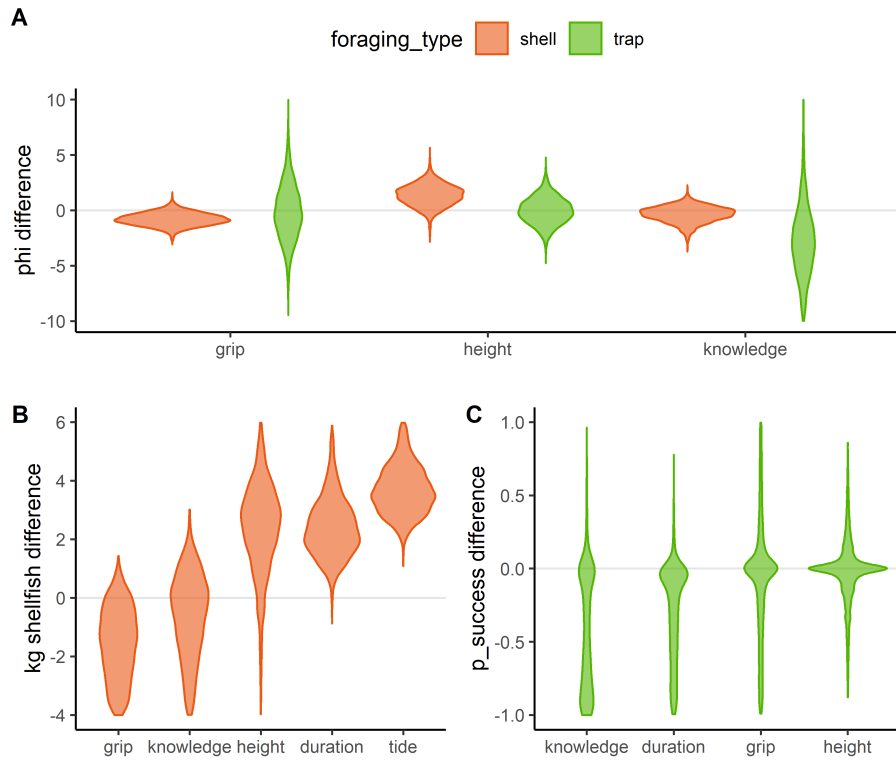 A
foraging_type shell trap
phi difference
10
5
0
-5
-10
grip height knowledge
B
kg shellfish difference
6
4
2
0
-2
-4
grip knowledge height duration tide
C
p_success difference
1.0
0.5
0.0
-0.5
-1.0
knowledge duration grip height